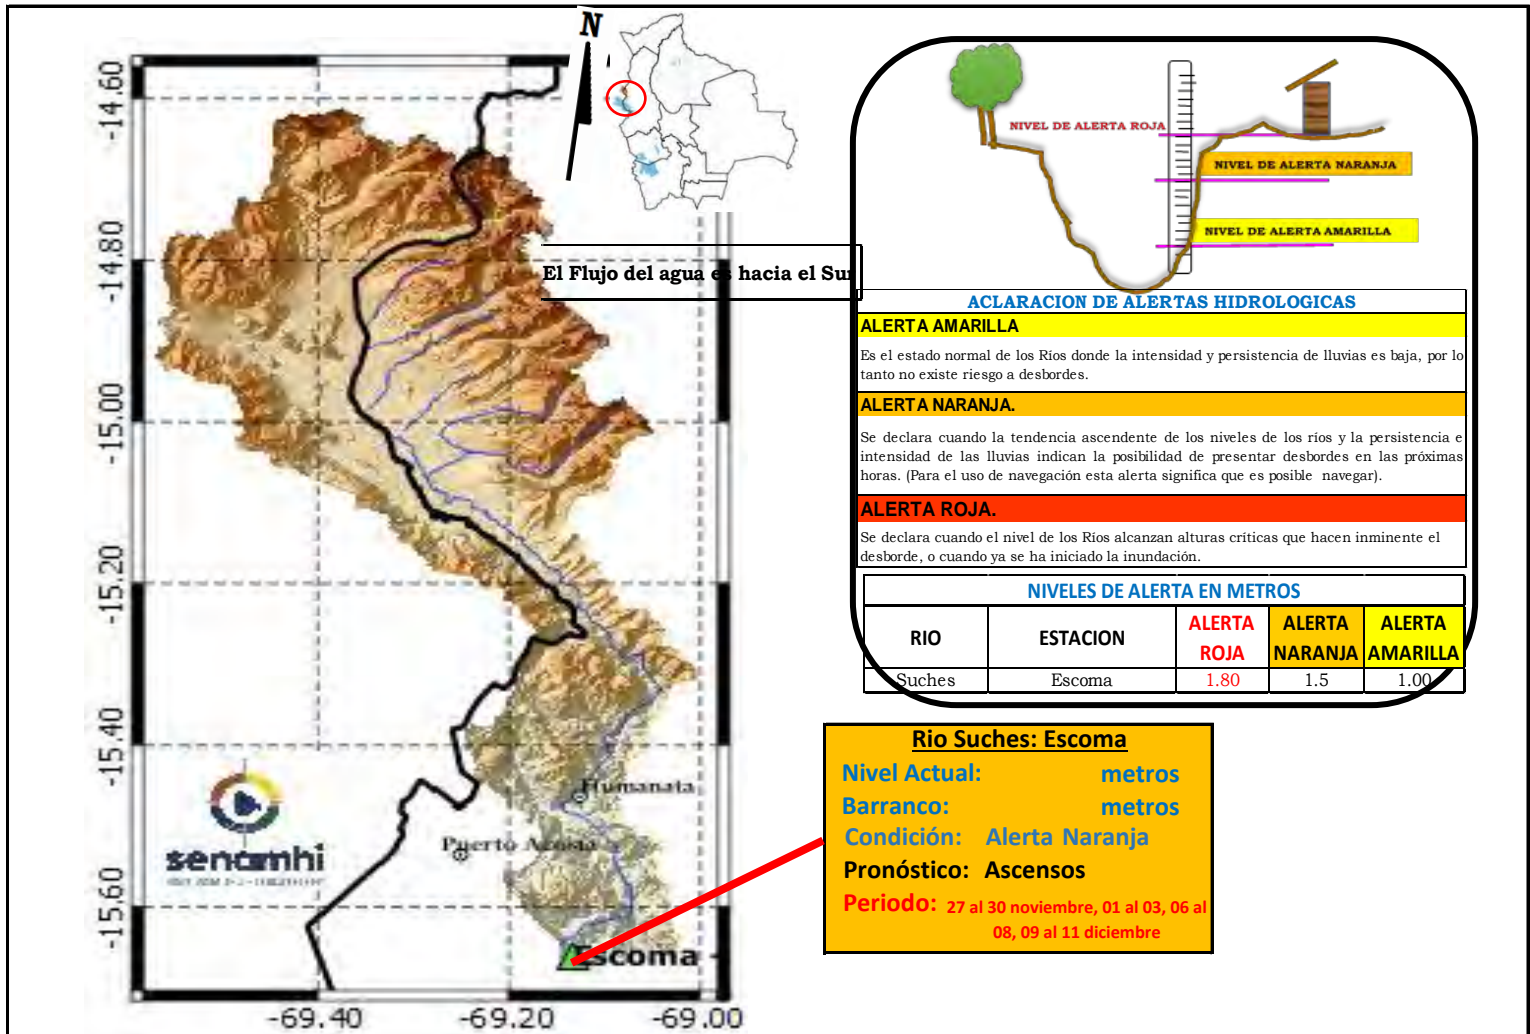 N
-14.60
-14.80
-15.00
-15.20
-15.40
-15.60
-69.40
-69.20
-69.00
El Flujo del agua es hacia el Sur
Humanata
Puerto Acosta
Escoma
senamhi
NIVEL DE ALERTA ROJA
NIVEL DE ALERTA NARANJA
NIVEL DE ALERTA AMARILLA
ACLARACION DE ALERTAS HIDROLOGICAS
ALERTA AMARILLA
Es el estado normal de los Ríos donde la intensidad y persistencia de lluvias es baja, por lo
tanto no existe riesgo a desbordes.
ALERTA NARANJA.
Se declara cuando la tendencia ascendente de los niveles de los ríos y la persistencia e
intensidad de las lluvias indican la posibilidad de presentar desbordes en las próximas
horas. (Para el uso de navegación esta alerta significa que es posible navegar).
ALERTA ROJA.
Se declara cuando el nivel de los Ríos alcanzan alturas críticas que hacen inminente el
desborde, o cuando ya se ha iniciado la inundación.
NIVELES DE ALERTA EN METROS
RIO ESTACION ALERTA ROJA ALERTA NARANJA ALERTA AMARILLA
Suches Escoma 1.80 1.5 1.00
Rio Suches: Escoma
Nivel Actual: metros
Barranco: metros
Condición: Alerta Naranja
Pronóstico: Ascensos
Periodo: 27 al 30 noviembre, 01 al 03, 06 al
08, 09 al 11 diciembre